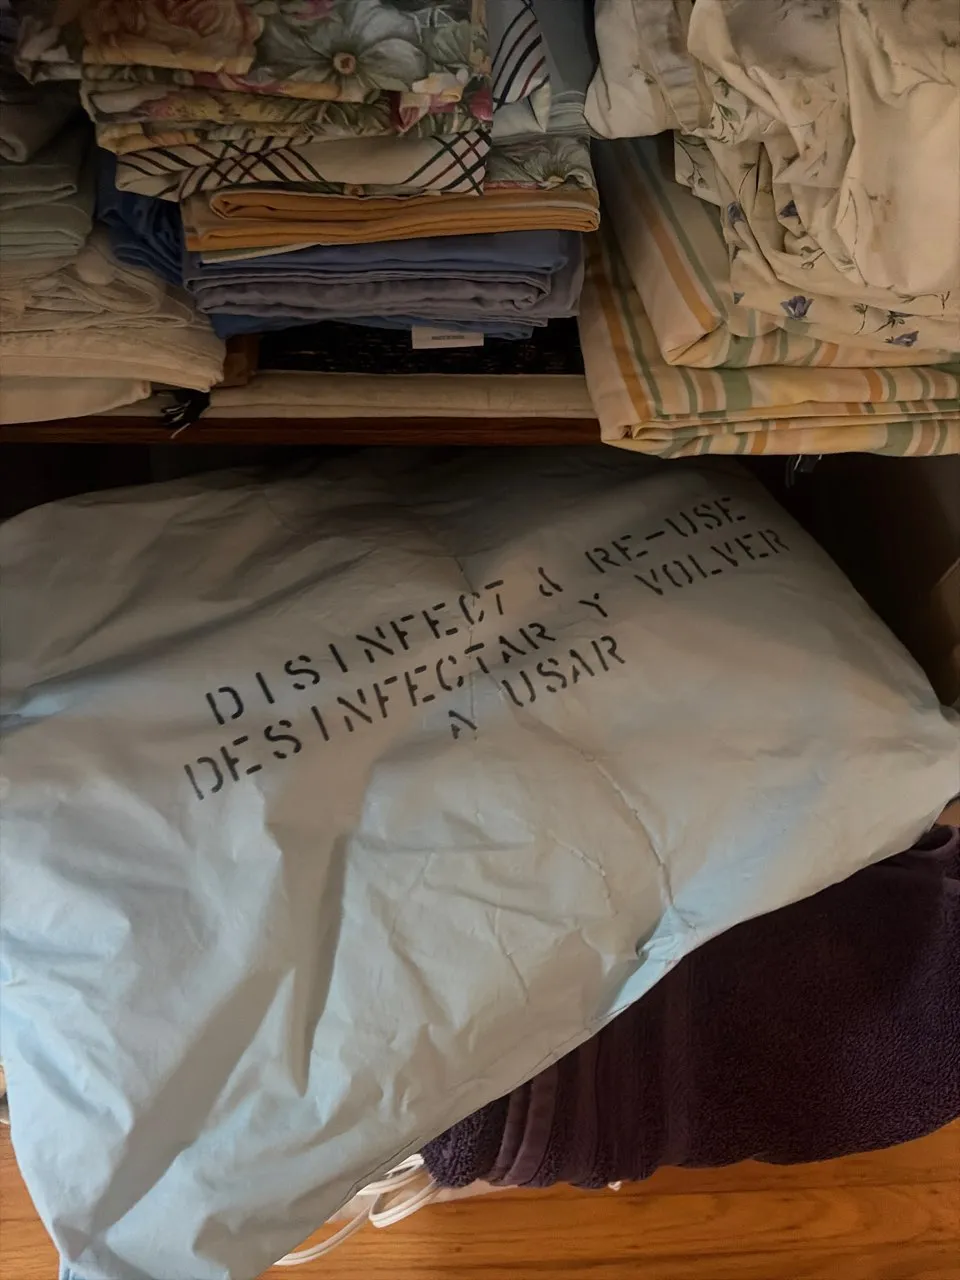 DISINFECT & RE-USE
DESINFECTAR Y VOLVER
A USAR